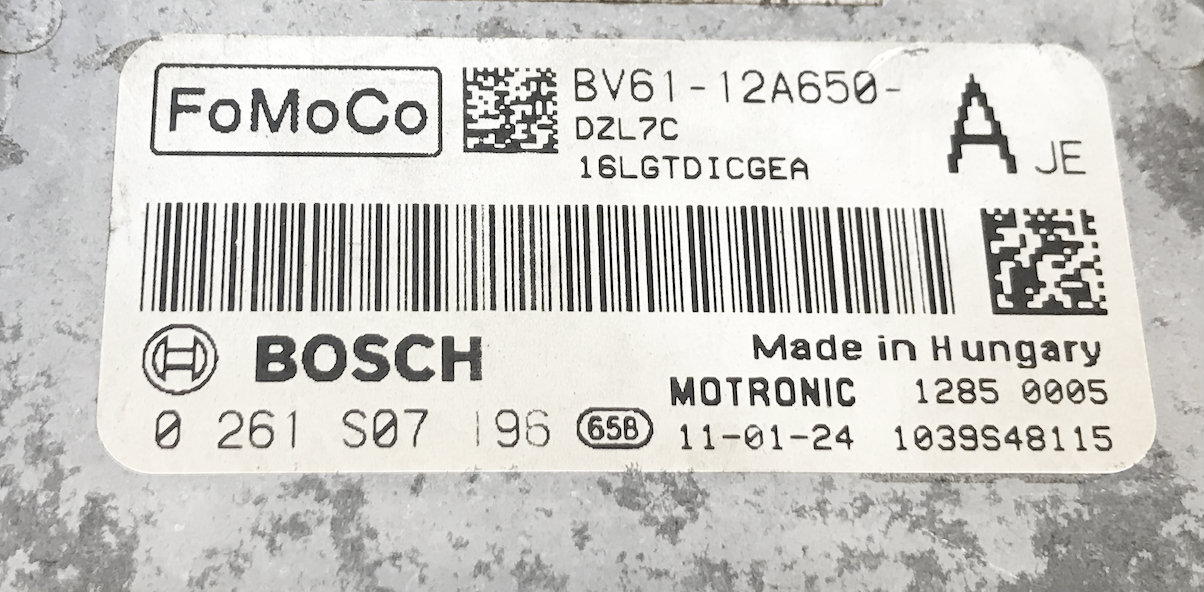 FoMoCo
BV61-12A650-
A JE
DZL7C
16LGTDICGEA
BOSCH
Made in Hungary
MOTRONIC 1285 0005
0 261 S07 196 65B 11-01-24 1039S48115